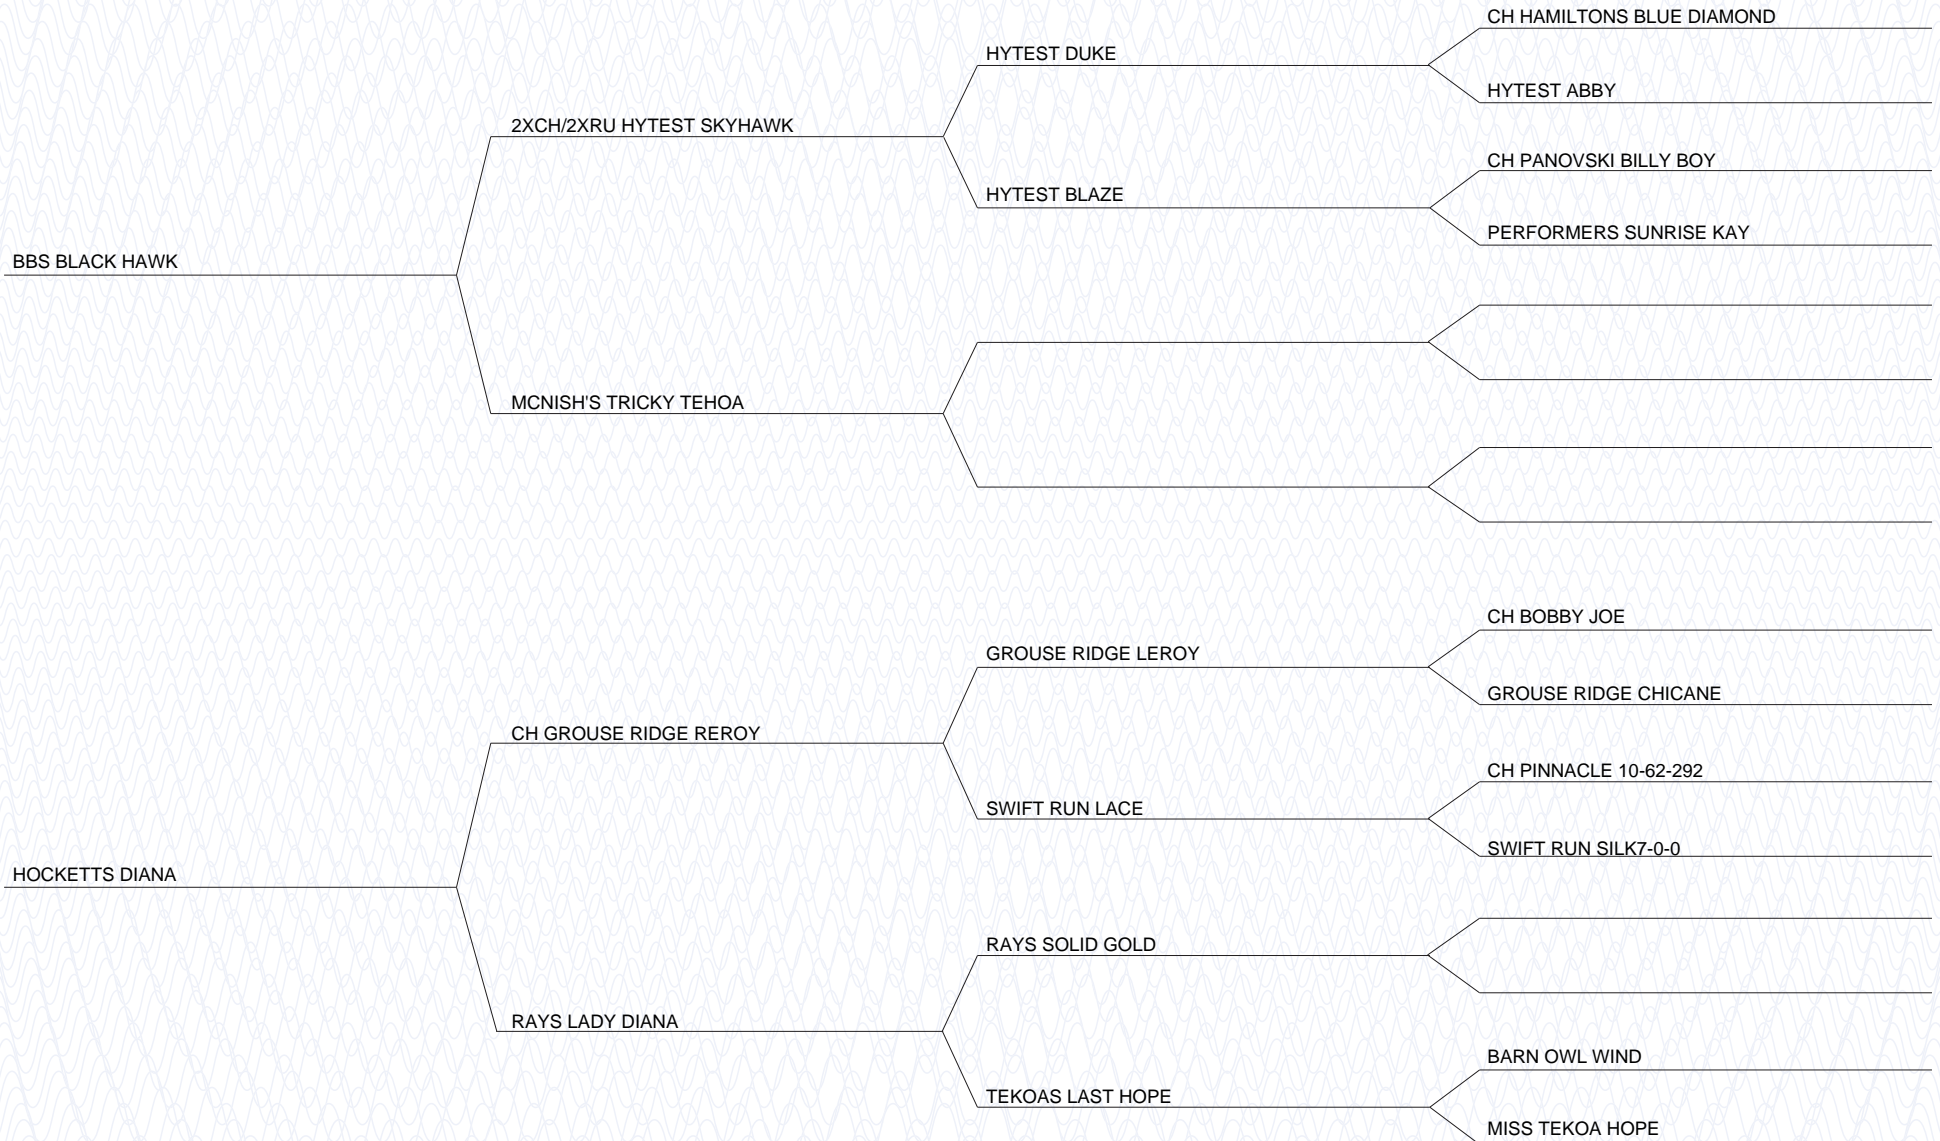 CH HAMILTONS BLUE DIAMOND
HYTEST DUKE
HYTEST ABBY
2XCH/2XRU HYTEST SKYHAWK
CH PANOVSKI BILLY BOY
HYTEST BLAZE
PERFORMERS SUNRISE KAY
BBS BLACK HAWK
MCNISH'S TRICKY TEHOA
CH BOBBY JOE
GROUSE RIDGE LEROY
GROUSE RIDGE CHICANE
CH GROUSE RIDGE REROY
CH PINNACLE 10-62-292
SWIFT RUN LACE
SWIFT RUN SILK7-0-0
HOCKETTS DIANA
RAYS SOLID GOLD
RAYS LADY DIANA
BARN OWL WIND
TEKOAS LAST HOPE
MISS TEKOA HOPE